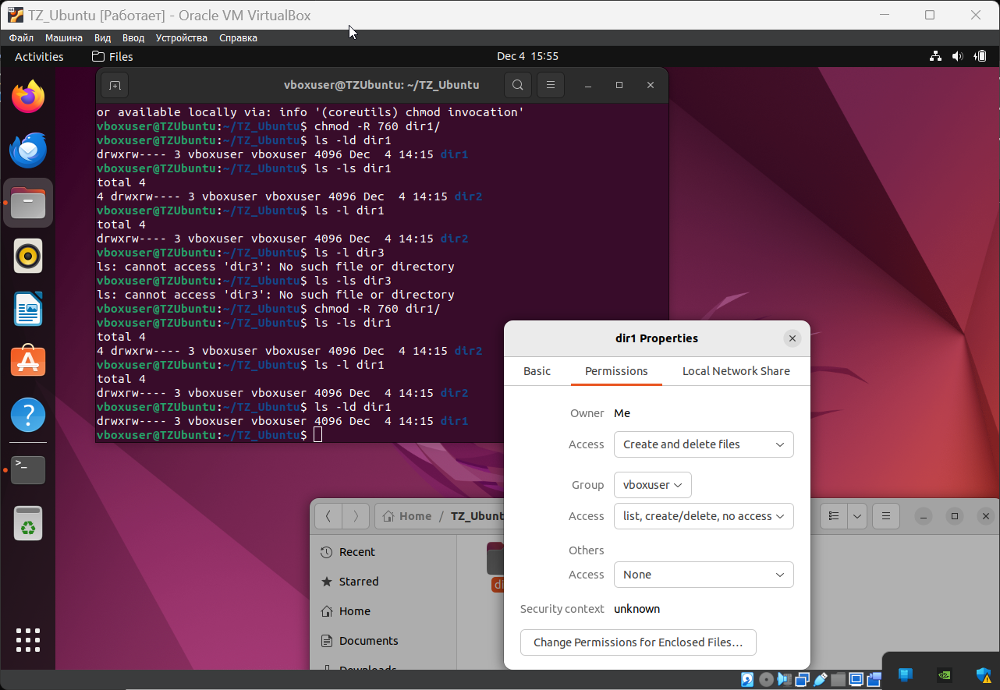 TZ_Ubuntu [Работает] - Oracle VM VirtualBox
Файл Машина Вид Ввод Устройства Справка
Activities Files Dec 4 15:55
vboxuser@TZUbuntu: ~/TZ_Ubuntu
or available locally via: info '(coreutils) chmod invocation'
vboxuser@TZUbuntu:~/TZ_Ubuntu$ chmod -R 760 dir1/
vboxuser@TZUbuntu:~/TZ_Ubuntu$ ls -ld dir1
drwxrw---- 3 vboxuser vboxuser 4096 Dec  4 14:15 dir1
vboxuser@TZUbuntu:~/TZ_Ubuntu$ ls -ls dir1
total 4
4 drwxrw---- 3 vboxuser vboxuser 4096 Dec  4 14:15 dir2
vboxuser@TZUbuntu:~/TZ_Ubuntu$ ls -l dir1
total 4
drwxrw---- 3 vboxuser vboxuser 4096 Dec  4 14:15 dir2
vboxuser@TZUbuntu:~/TZ_Ubuntu$ ls -l dir3
ls: cannot access 'dir3': No such file or directory
vboxuser@TZUbuntu:~/TZ_Ubuntu$ ls -ls dir3
ls: cannot access 'dir3': No such file or directory
vboxuser@TZUbuntu:~/TZ_Ubuntu$ chmod -R 760 dir1/
vboxuser@TZUbuntu:~/TZ_Ubuntu$ ls -ls dir1
total 4
4 drwxrw---- 3 vboxuser vboxuser 4096 Dec  4 14:15 dir2
vboxuser@TZUbuntu:~/TZ_Ubuntu$ ls -l dir1
total 4
drwxrw---- 3 vboxuser vboxuser 4096 Dec  4 14:15 dir2
vboxuser@TZUbuntu:~/TZ_Ubuntu$ ls -ld dir1
drwxrw---- 3 vboxuser vboxuser 4096 Dec  4 14:15 dir1
vboxuser@TZUbuntu:~/TZ_Ubuntu$
dir1 Properties
Basic Permissions Local Network Share
Owner Me
Access Create and delete files
Group vboxuser
Access list, create/delete, no access
Others
Access None
Security context unknown
Change Permissions for Enclosed Files…
Home / TZ_Ubunt
Recent
Starred
Home
Documents
Downloads
di